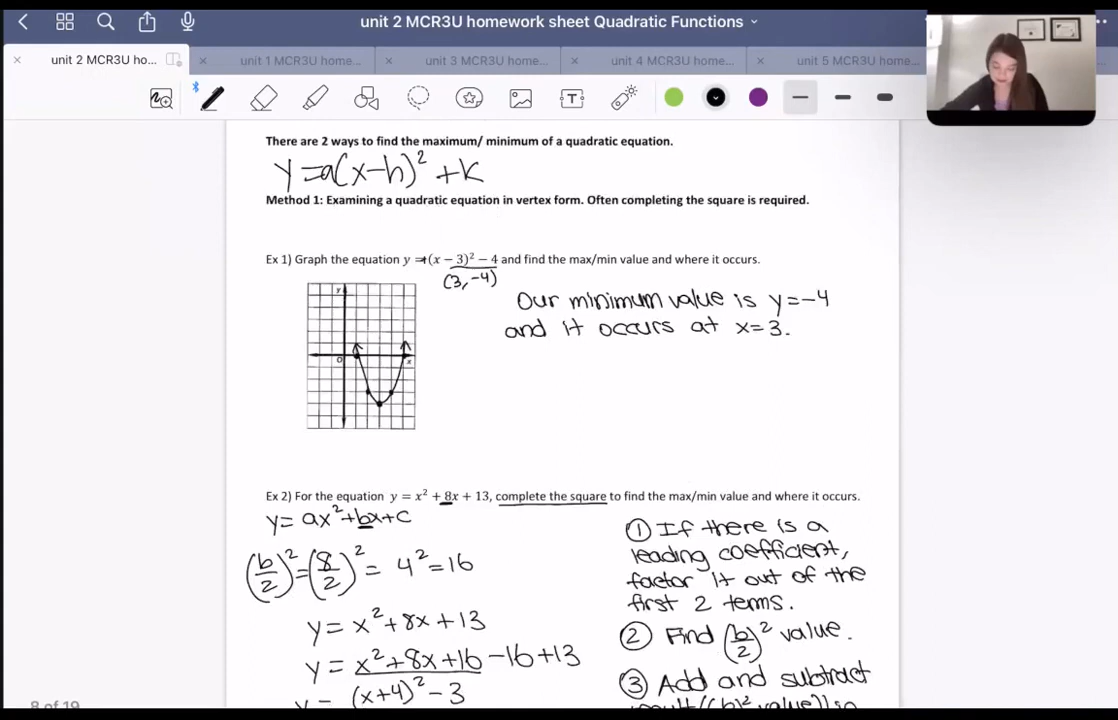 unit 2 MCR3U homework sheet Quadratic Functions
unit 2 MCR3U ho...
unit 1 MCR3U home...
unit 3 MCR3U home...
unit 4 MCR3U home...
unit 5 MCR3U home...
There are 2 ways to find the maximum/ minimum of a quadratic equation.
y=a(x-h)² +k
Method 1: Examining a quadratic equation in vertex form. Often completing the square is required.
Ex 1) Graph the equation y = (x − 3)² − 4 and find the max/min value and where it occurs.
(3,-4)
Our minimum value is y=-4
and it occurs at x=3.
y
0
x
Ex 2) For the equation y = x² + 8x + 13, complete the square to find the max/min value and where it occurs.
y= ax²+bx+c
(b/2)²=(8/2)²= 4²=16
y= x²+8x+13
y= x²+8x+16-16+13
y= (x+4)²-3
① If there is a
leading coefficient,
factor it out of the
first 2 terms.
② Find (b/2)² value.
③ Add and subtract
8 of 19